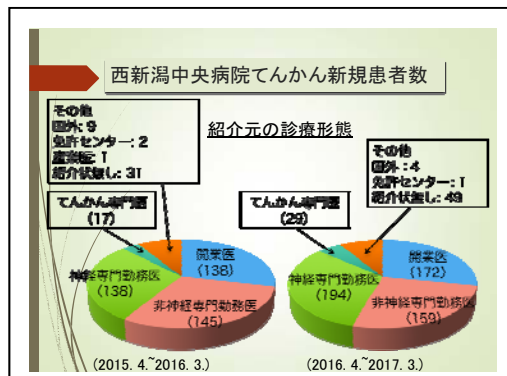 西新潟中央病院てんかん新規患者数
紹介元の診療形態
その他
国外: 9
免許センター: 2
産業医: 1
紹介状無し: 31
てんかん専門医
(17)
開業医
(138)
神経専門勤務医
(138)
非神経専門勤務医
(145)
(2015. 4.~2016. 3.)
その他
国外: 4
免許センター: 1
紹介状無し: 49
てんかん専門医
(29)
開業医
(172)
神経専門勤務医
(194)
非神経専門勤務医
(159)
(2016. 4.~2017. 3.)